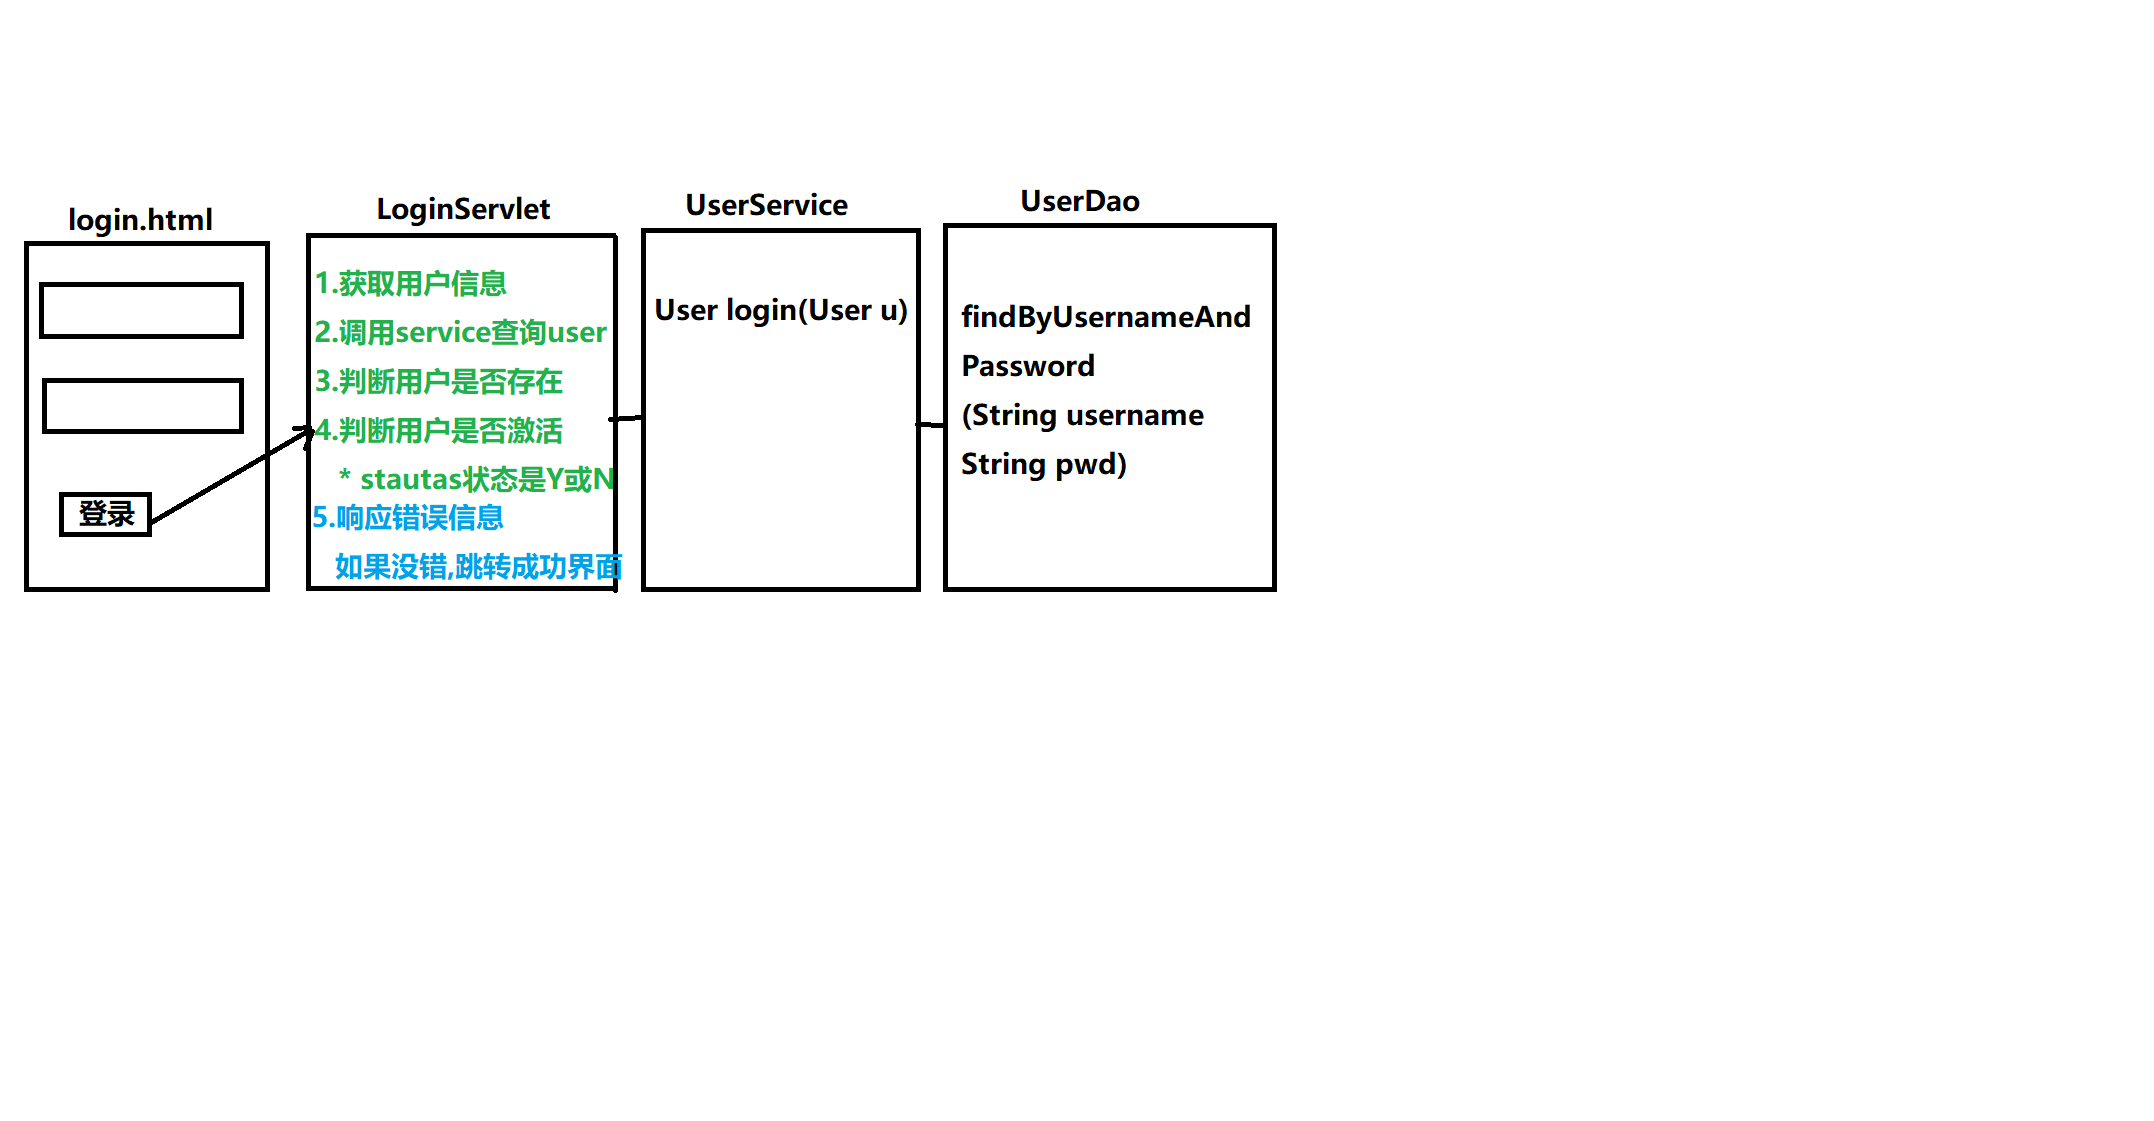 login.html
登录
LoginServlet
1.获取用户信息
2.调用service查询user
3.判断用户是否存在
4.判断用户是否激活
* stautas状态是Y或N
5.响应错误信息
如果没错,跳转成功界面
UserService
User login(User u)
UserDao
findByUsernameAnd
Password
(String username
String pwd)